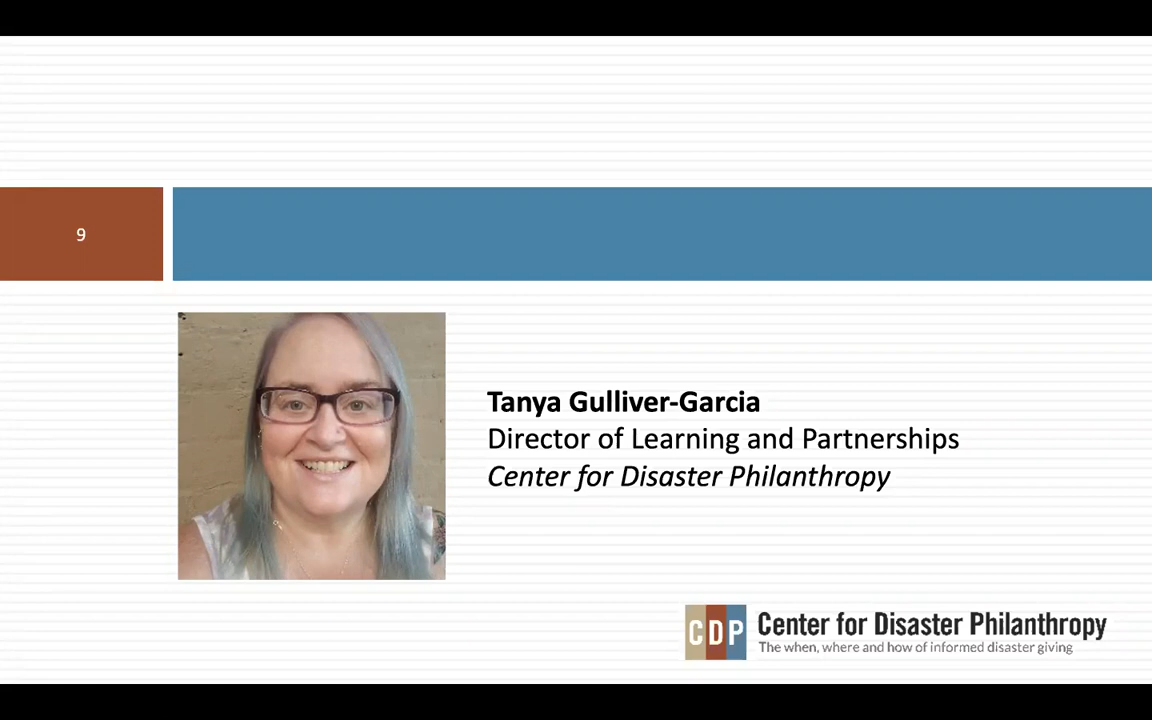 9
Tanya Gulliver-Garcia
Director of Learning and Partnerships
Center for Disaster Philanthropy
CDP
Center for Disaster Philanthropy
The when, where and how of informed disaster giving